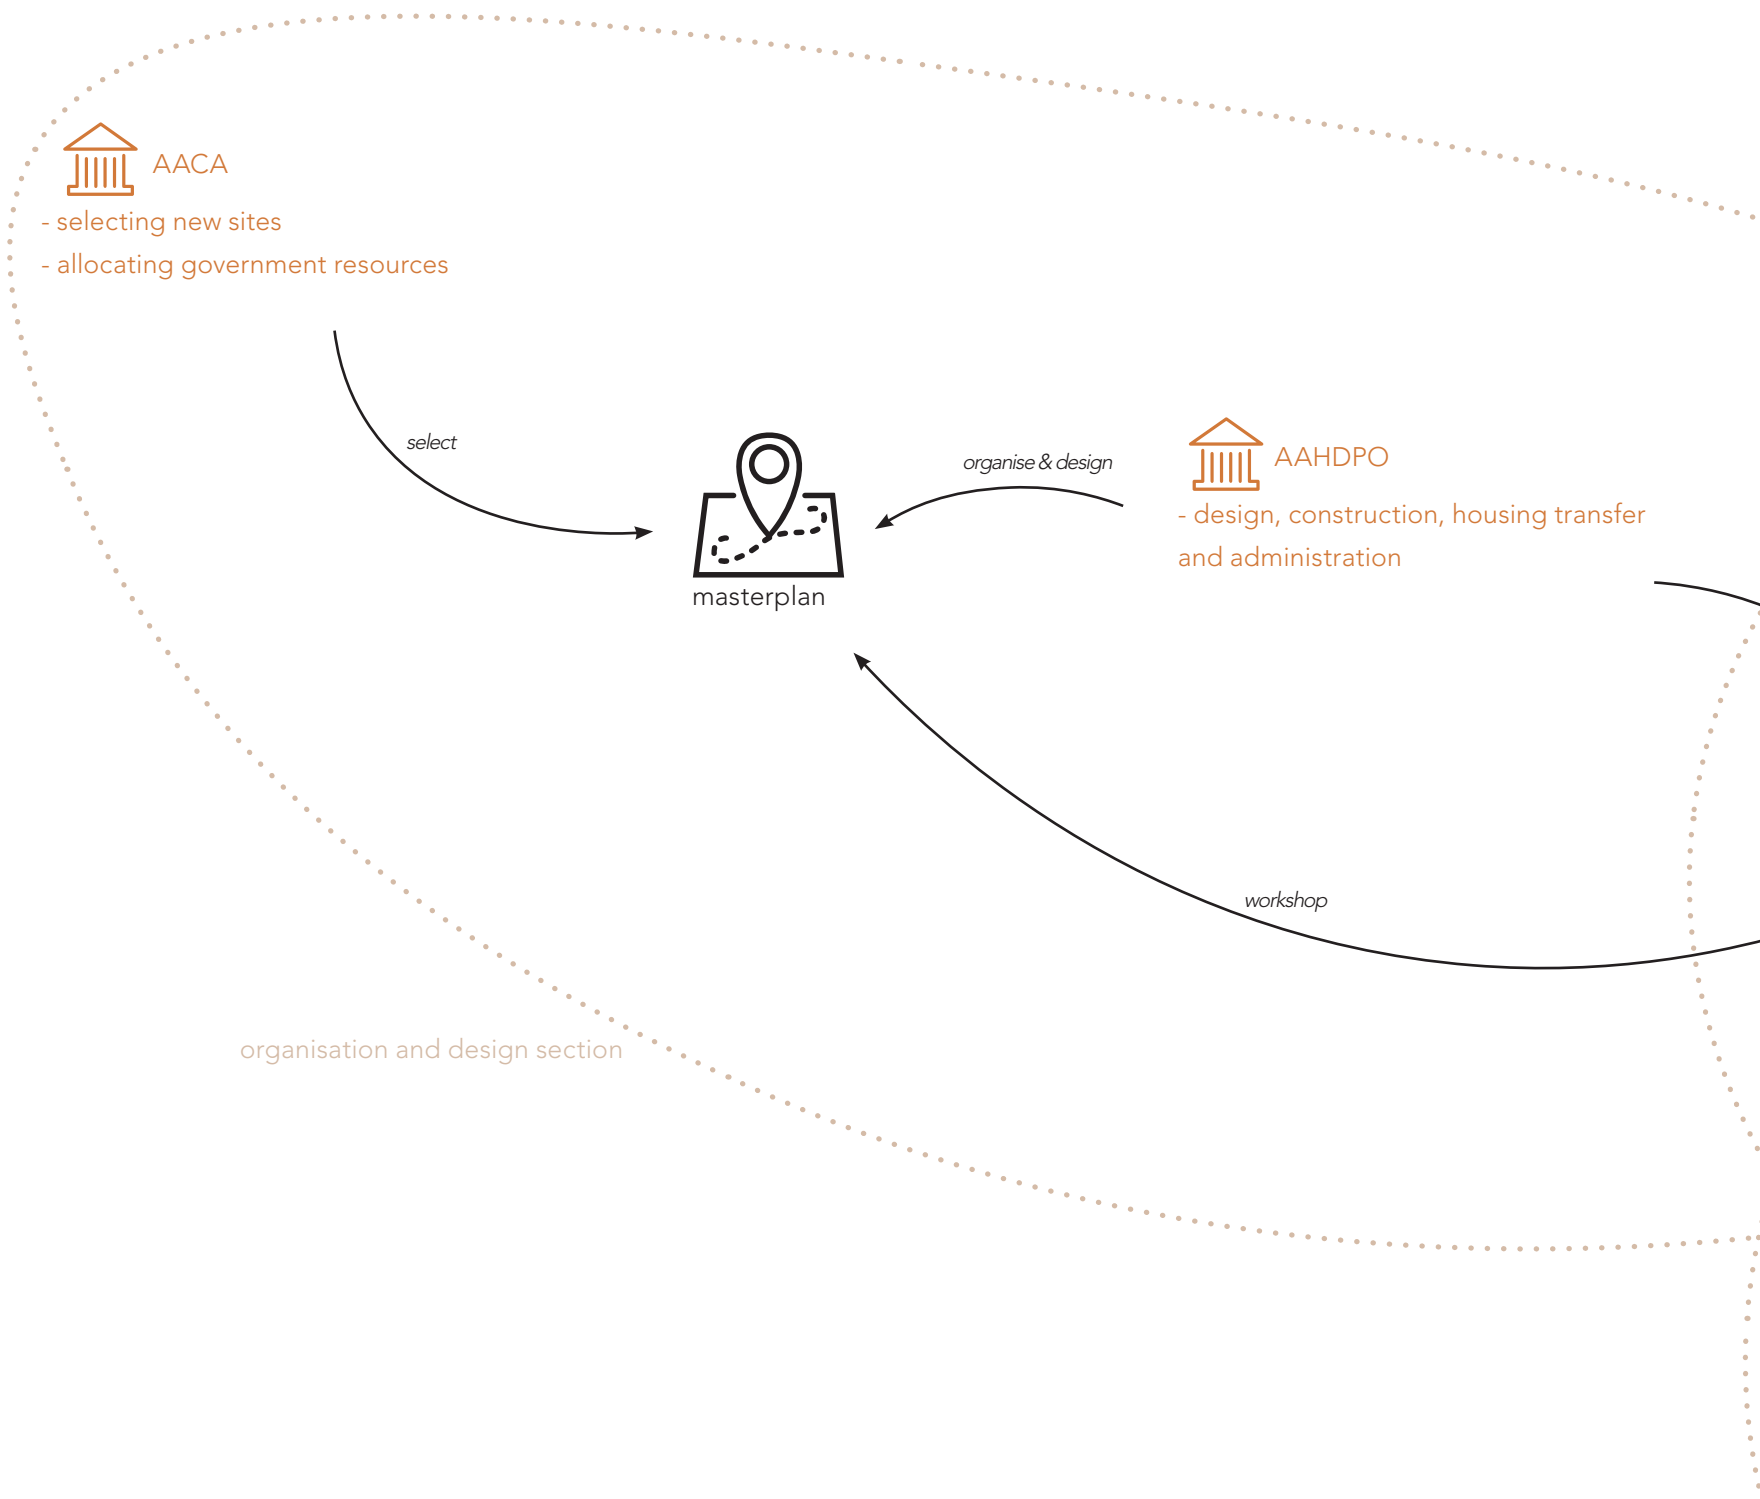 AACA
- selecting new sites
- allocating government resources
select
organise & design
AAHDPO
- design, construction, housing transfer
and administration
masterplan
workshop
organisation and design section